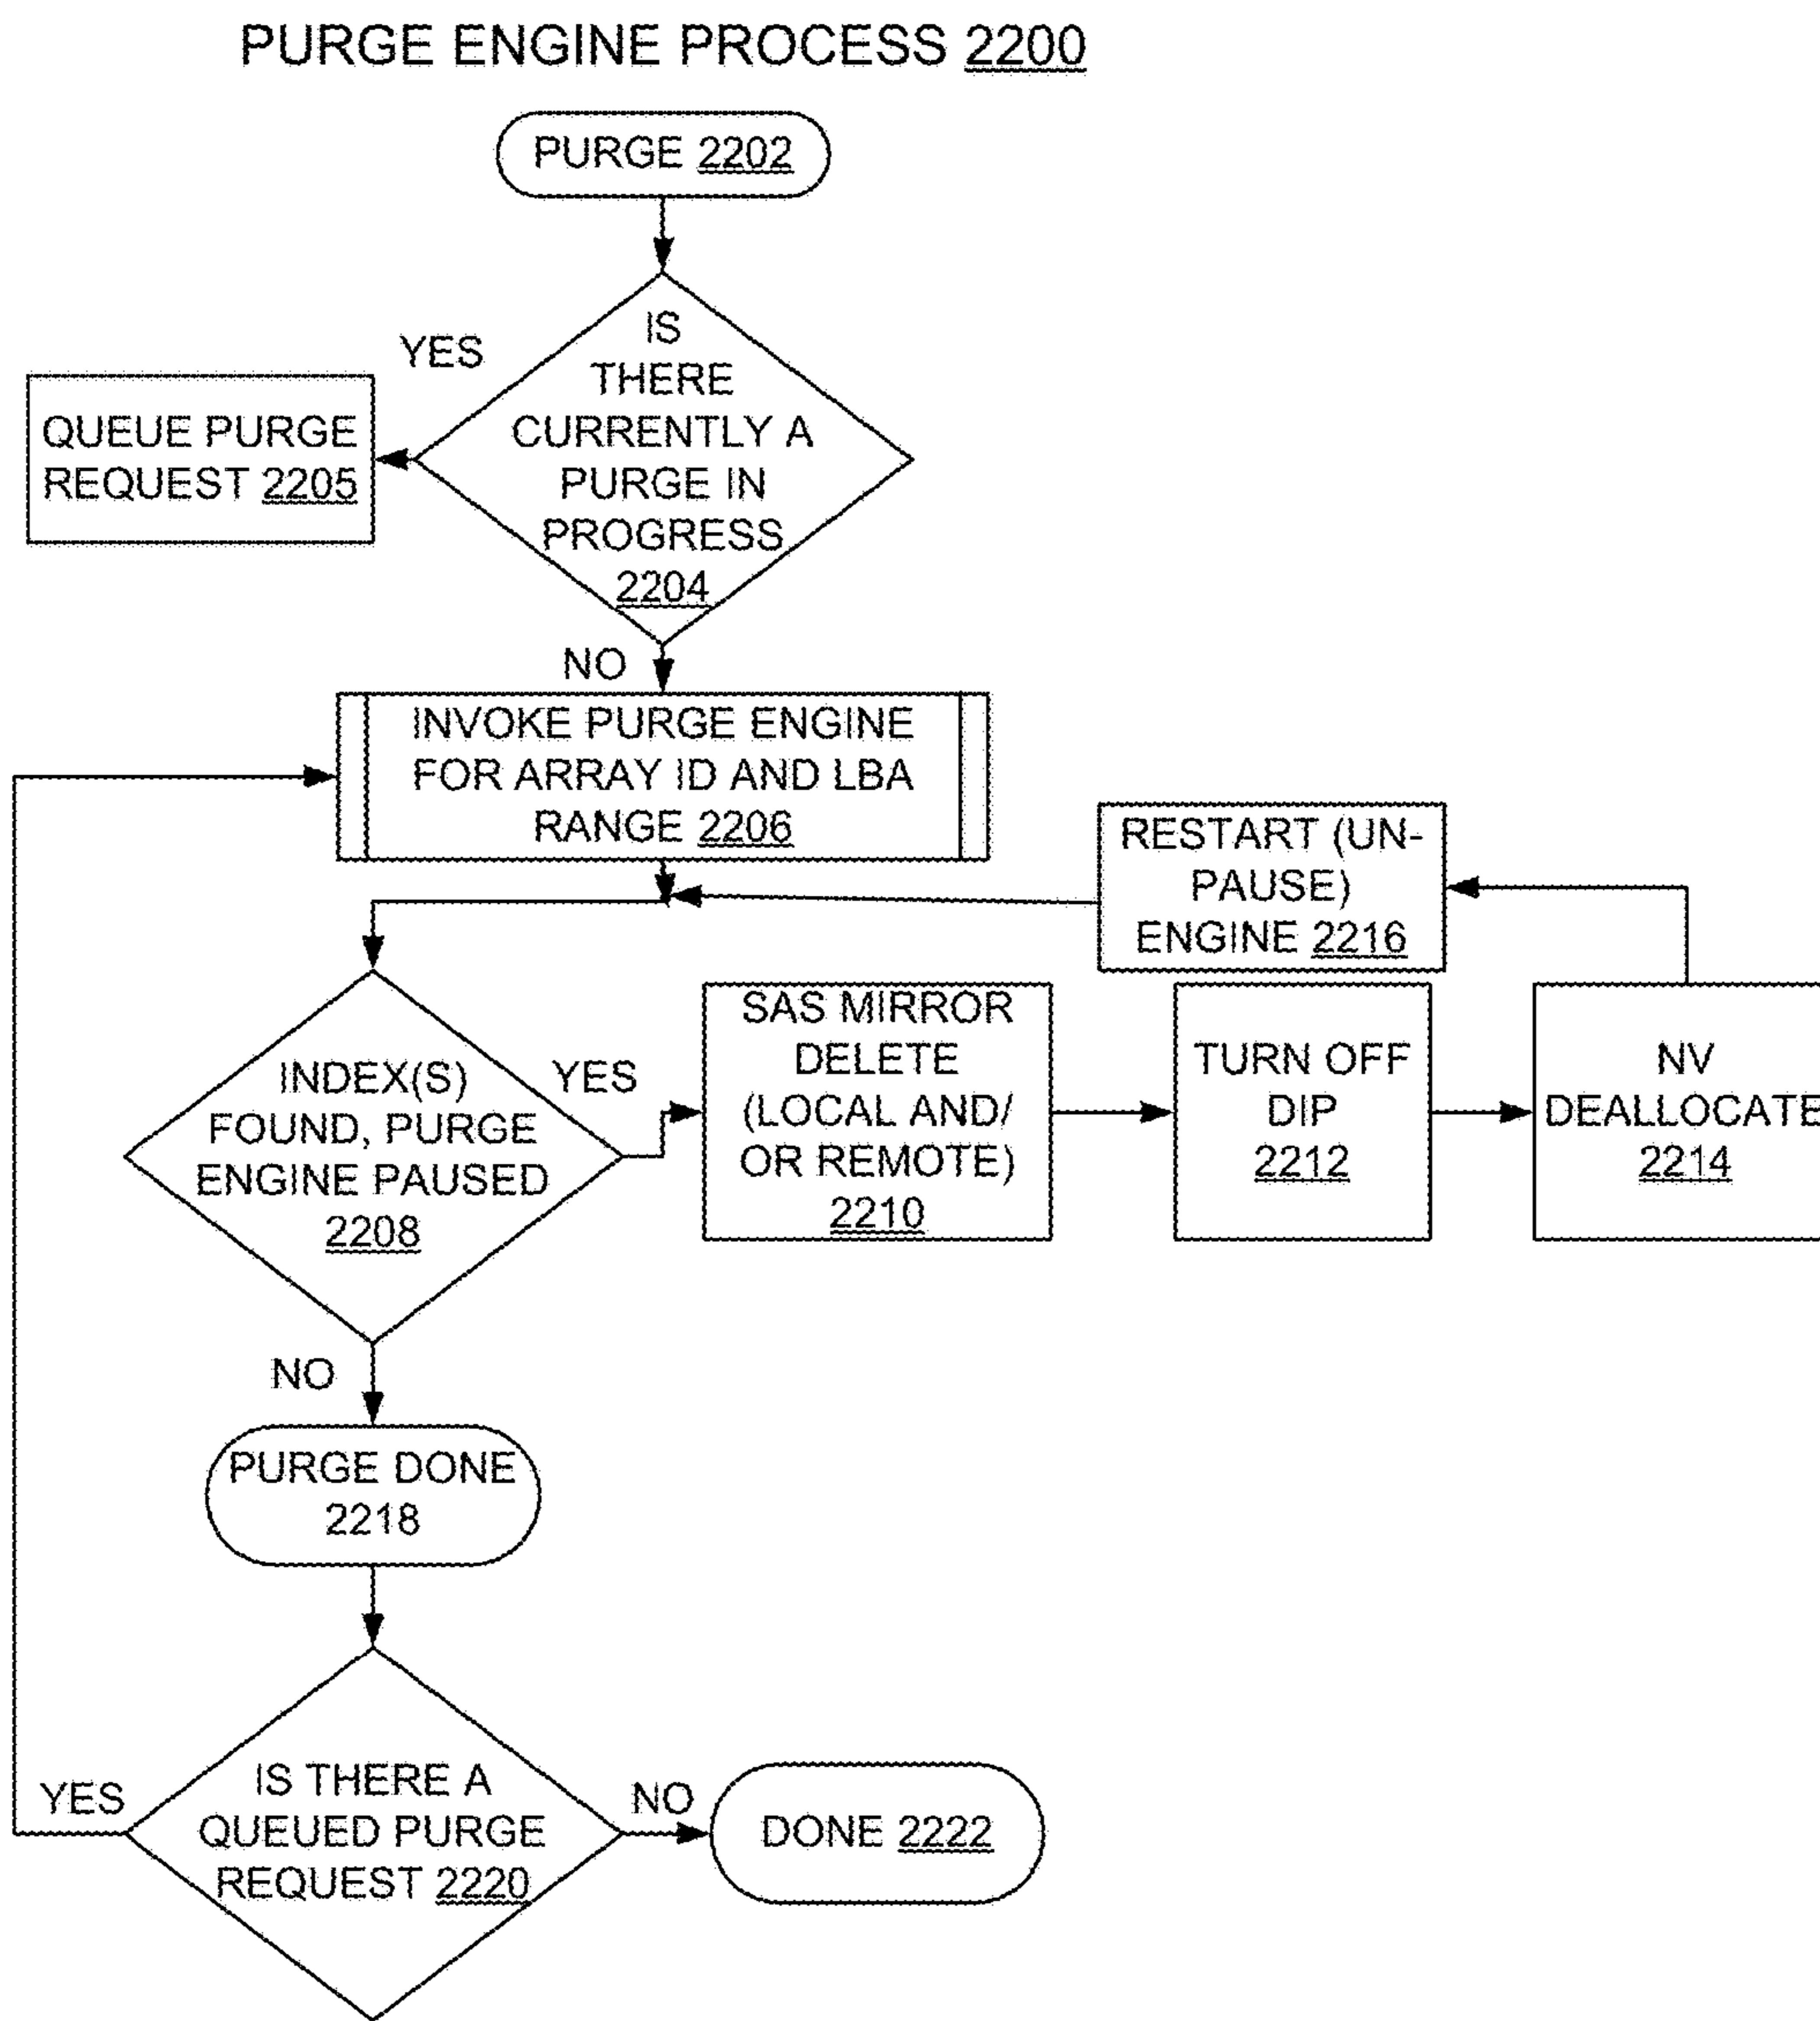 PURGE ENGINE PROCESS 2200
PURGE 2202
IS
THERE
CURRENTLY A
PURGE IN
PROGRESS
2204
YES
QUEUE PURGE
REQUEST 2205
NO
INVOKE PURGE ENGINE
FOR ARRAY ID AND LBA
RANGE 2206
RESTART (UN-
PAUSE)
ENGINE 2216
INDEX(S)
FOUND, PURGE
ENGINE PAUSED
2208
YES
SAS MIRROR
DELETE
(LOCAL AND/
OR REMOTE)
2210
TURN OFF
DIP
2212
NV
DEALLOCATE
2214
NO
PURGE DONE
2218
IS THERE A
QUEUED PURGE
REQUEST 2220
YES
NO
DONE 2222